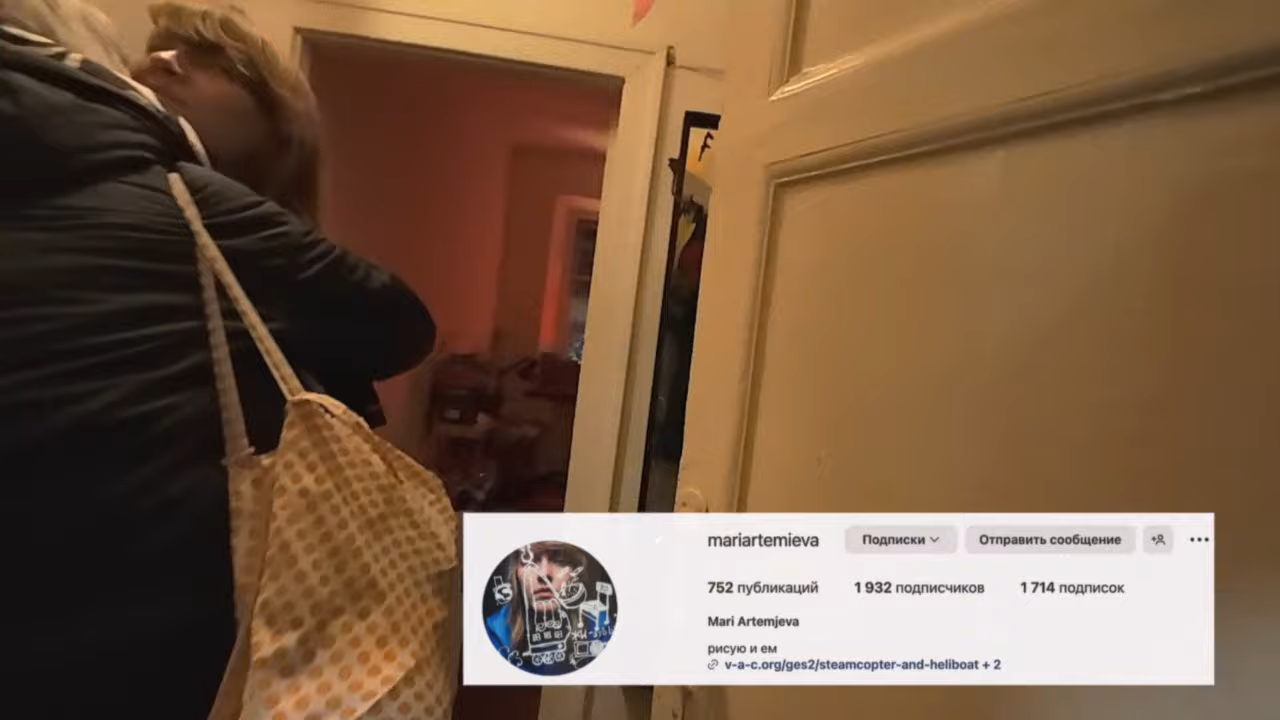 mariartemieva
Подписки
Отправить сообщение
752 публикаций
1 932 подписчиков
1 714 подписок
Mari Artemjeva
рисую и ем
v-a-c.org/ges2/steamcopter-and-heliboat + 2